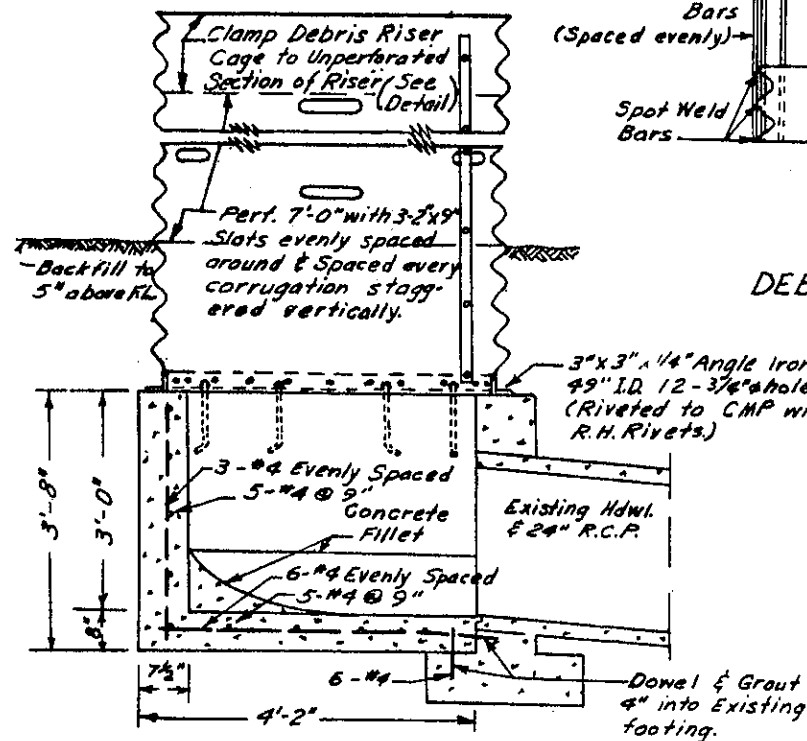 Clamp Debris Riser
Cage to Unperforated
Section of Riser (See
Detail)
Bars
(Spaced evenly)
Spot Weld
Bars
Perf. 7'-0" with 3-2"x9"
Slots evenly spaced
around & Spaced every
corrugation stagg-
ered vertically.
Backfill to
5" above FL.
DEB
3"x3"x1/4" Angle Iron
49" I.D. 12-3/4"ø hole
(Riveted to CMP wi
R.H. Rivets.)
3'-8"
3'-0"
8"
3-#4 Evenly Spaced
5-#4 @ 9"
Concrete
Fillet
6-#4 Evenly Spaced
5-#4 @ 9"
Existing Hdwl.
& 24" R.C.P.
7½"
4'-2"
6-#4
Dowel & Grout
4" into Existing
footing.